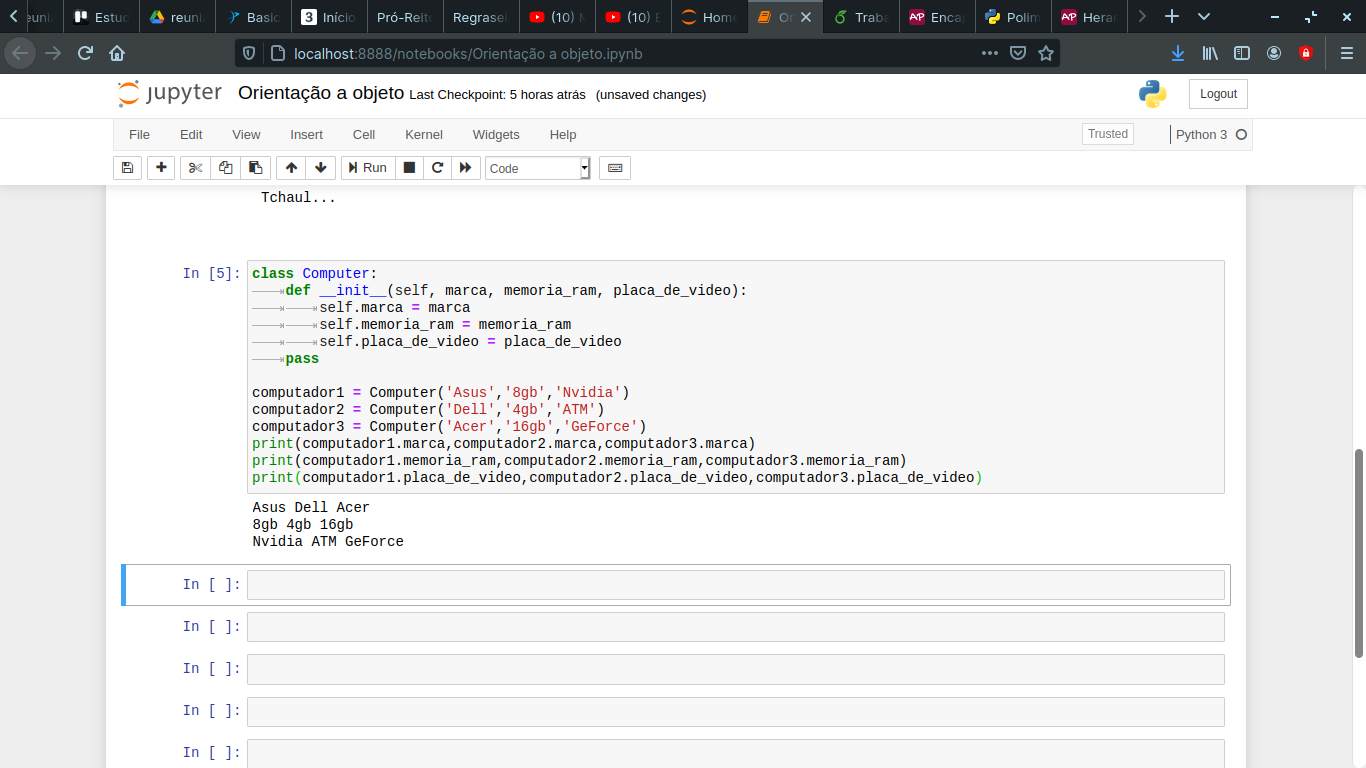 eunii Estud reuni Basic 3 Início Pró-Reito Regrasel (10) M (10) E Home Or Traba AP Encap Polim AP Heran
localhost:8888/notebooks/Orientação a objeto.ipynb
jupyter Orientação a objeto Last Checkpoint: 5 horas atrás (unsaved changes) Logout
File Edit View Insert Cell Kernel Widgets Help Trusted Python 3
Run Code
Tchaul...
In [5]: class Computer:
def __init__(self, marca, memoria_ram, placa_de_video):
self.marca = marca
self.memoria_ram = memoria_ram
self.placa_de_video = placa_de_video
pass
computador1 = Computer('Asus','8gb','Nvidia')
computador2 = Computer('Dell','4gb','ATM')
computador3 = Computer('Acer','16gb','GeForce')
print(computador1.marca,computador2.marca,computador3.marca)
print(computador1.memoria_ram,computador2.memoria_ram,computador3.memoria_ram)
print(computador1.placa_de_video,computador2.placa_de_video,computador3.placa_de_video)
Asus Dell Acer
8gb 4gb 16gb
Nvidia ATM GeForce
In [ ]:
In [ ]:
In [ ]:
In [ ]:
In [ ]: